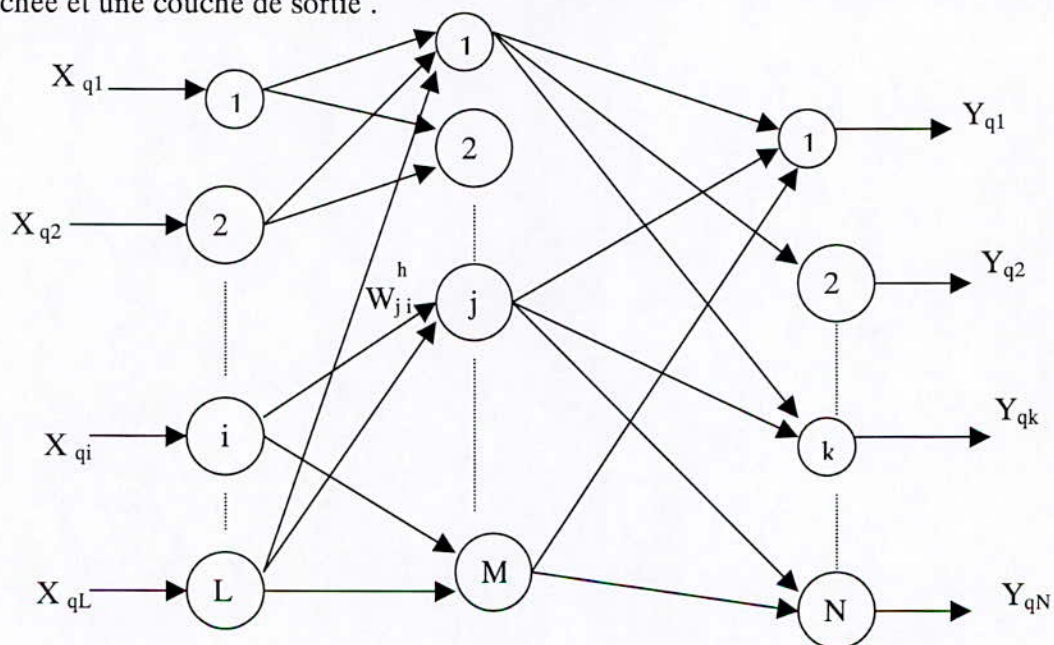 chée et une couche de sortie .
X q1
1
1
1
Y q1
X q2
2
2
2
Y q2
h
W j i
j
X qi
i
k
Y qk
X qL
L
M
N
Y qN